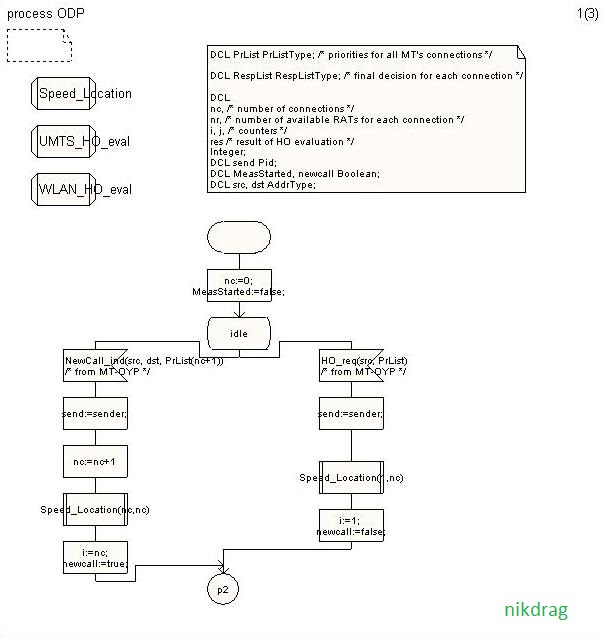 process ODP
1(3)
DCL PrList PrListType; /* priorities for all MT's connections */
DCL RespList RespListType; /* final decision for each connection */
DCL
nc, /* number of connections */
nr, /* number of available RATs for each connection */
i, j, /* counters */
res /* result of HO evaluation */
Integer;
DCL send Pid;
DCL MeasStarted, newcall Boolean;
DCL src, dst AddrType;
Speed_Location
UMTS_HO_eval
WLAN_HO_eval
nc:=0;
MeasStarted:=false;
idle
NewCall_ind(src, dst, PrList(nc+1))
/* from MT-OYP */
send:=sender;
nc:=nc+1
Speed_Location(nc,nc)
i:=nc;
newcall:=true;
HO_req(src, PrList)
/* from MT-OYP */
send:=sender;
Speed_Location(1,nc)
i:=1;
newcall:=false;
p2
nikdrag